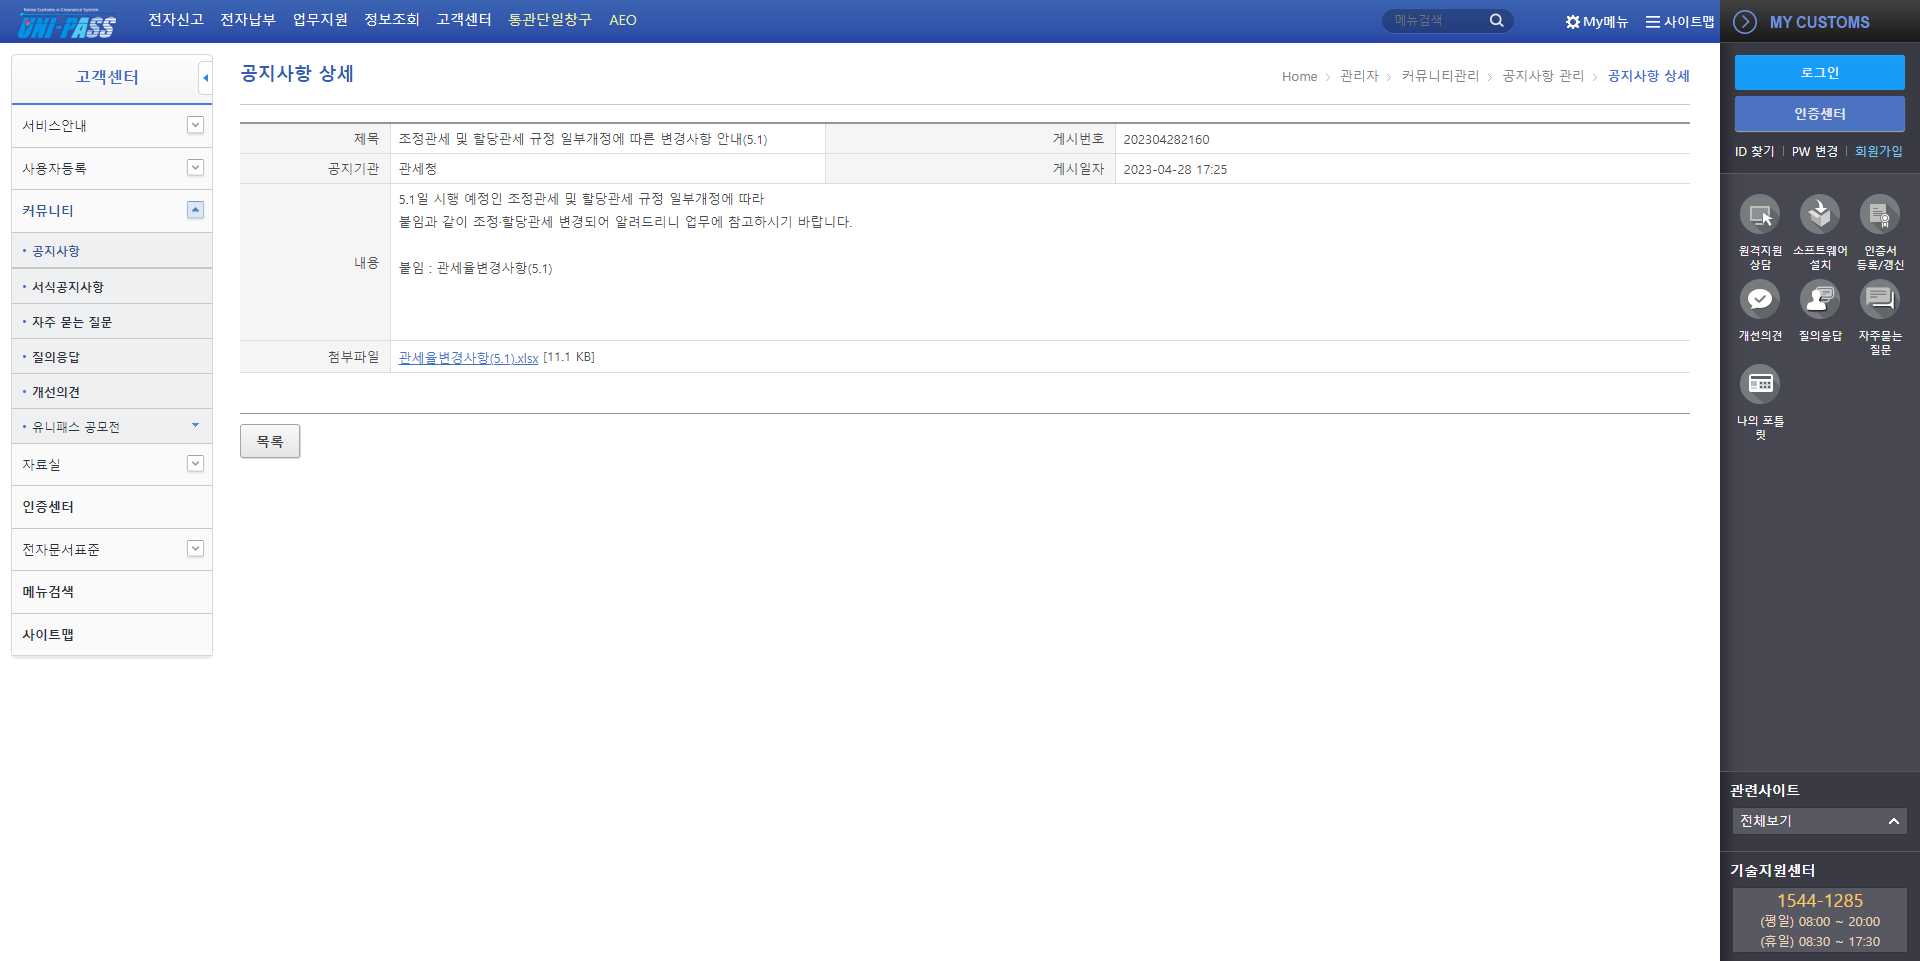 Korea Customs e-Clearance System
UNI-PASS
전자신고 전자납부 업무지원 정보조회 고객센터 통관단일창구 AEO
메뉴검색
My메뉴 사이트맵
MY CUSTOMS
고객센터
서비스안내
사용자등록
커뮤니티
공지사항
서식공지사항
자주 묻는 질문
질의응답
개선의견
유니패스 공모전
자료실
인증센터
전자문서표준
메뉴검색
사이트맵
공지사항 상세
Home > 관리자 > 커뮤니티관리 > 공지사항 관리 > 공지사항 상세
제목 조정관세 및 할당관세 규정 일부개정에 따른 변경사항 안내(5.1) 게시번호 202304282160
공지기관 관세청 게시일자 2023-04-28 17:25
내용
5.1일 시행 예정인 조정관세 및 할당관세 규정 일부개정에 따라
붙임과 같이 조정·할당관세 변경되어 알려드리니 업무에 참고하시기 바랍니다.
붙임 : 관세율변경사항(5.1)
첨부파일 관세율변경사항(5.1).xlsx [11.1 KB]
목록
로그인
인증센터
ID 찾기 | PW 변경 | 회원가입
원격지원
상담
소프트웨어
설치
인증서
등록/갱신
개선의견
질의응답
자주묻는
질문
나의 포틀
릿
관련사이트
전체보기
기술지원센터
1544-1285
(평일) 08:00 ~ 20:00
(휴일) 08:30 ~ 17:30